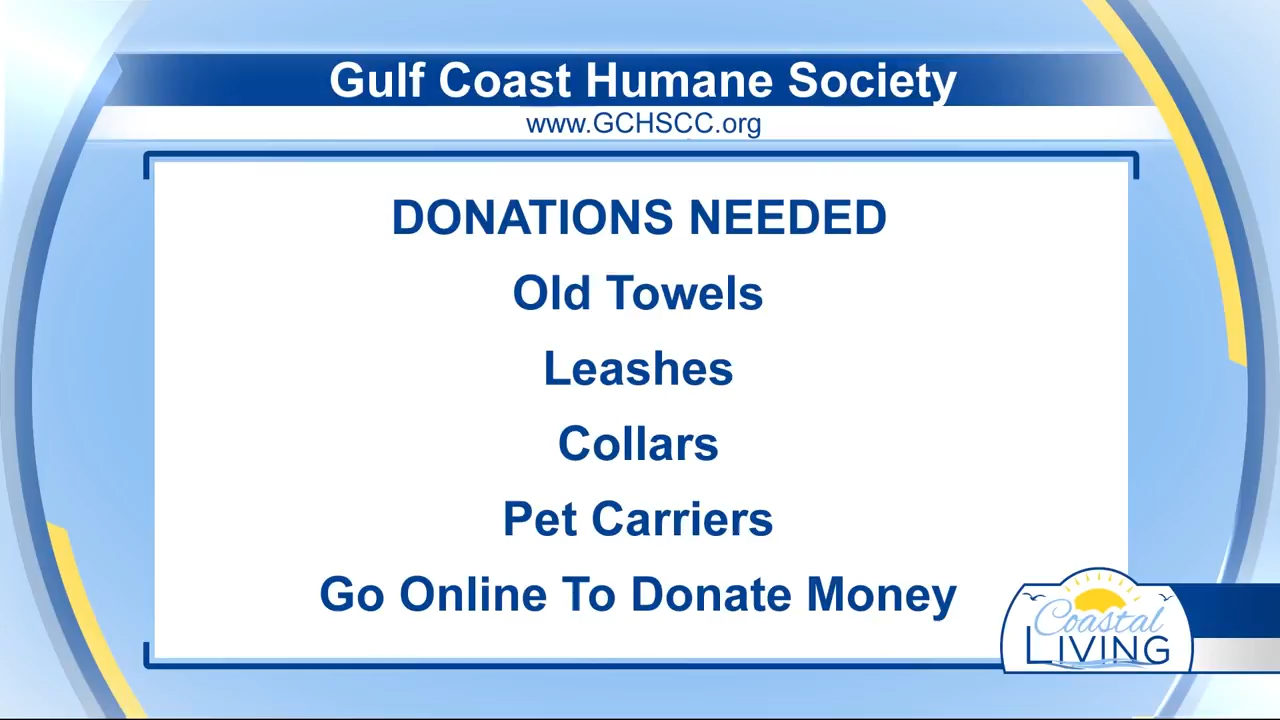 Gulf Coast Humane Society
www.GCHSCC.org
DONATIONS NEEDED
Old Towels
Leashes
Collars
Pet Carriers
Go Online To Donate Money
Coastal
LIVING